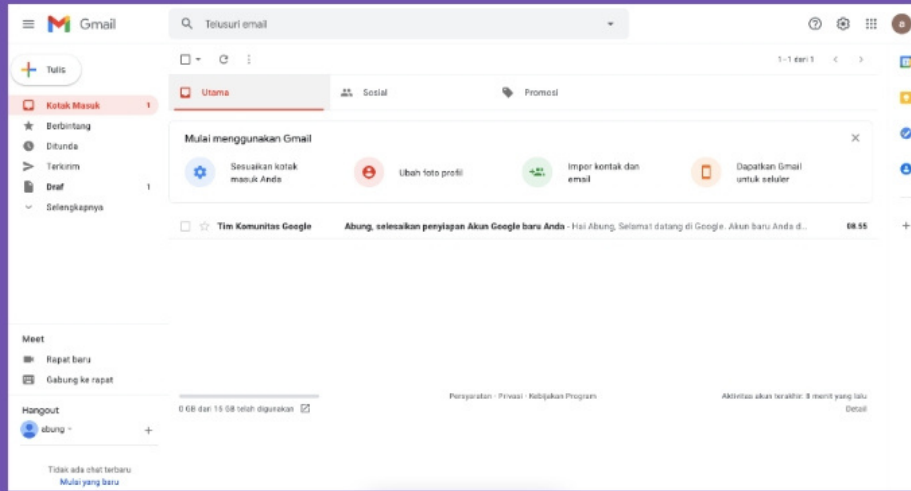 Gmail
Telusuri email
Tulis
1–1 dari 1
Kotak Masuk 1
Berbintang
Ditunda
Terkirim
Draf 1
Selengkapnya
Utama
Sosial
Promosi
Mulai menggunakan Gmail
Sesuaikan kotak
masuk Anda
Ubah foto profil
Impor kontak dan
email
Dapatkan Gmail
untuk seluler
Tim Komunitas Google Abung, selesaikan penyiapan Akun Google baru Anda - Hai Abung, Selamat datang di Google. Akun baru Anda d... 08.55
Meet
Rapat baru
Gabung ke rapat
Hangout
abung
Tidak ada chat terbaru
Mulai yang baru
0 GB dari 15 GB telah digunakan
Persyaratan · Privasi · Kebijakan Program
Aktivitas akun terakhir: 8 menit yang lalu
Detail